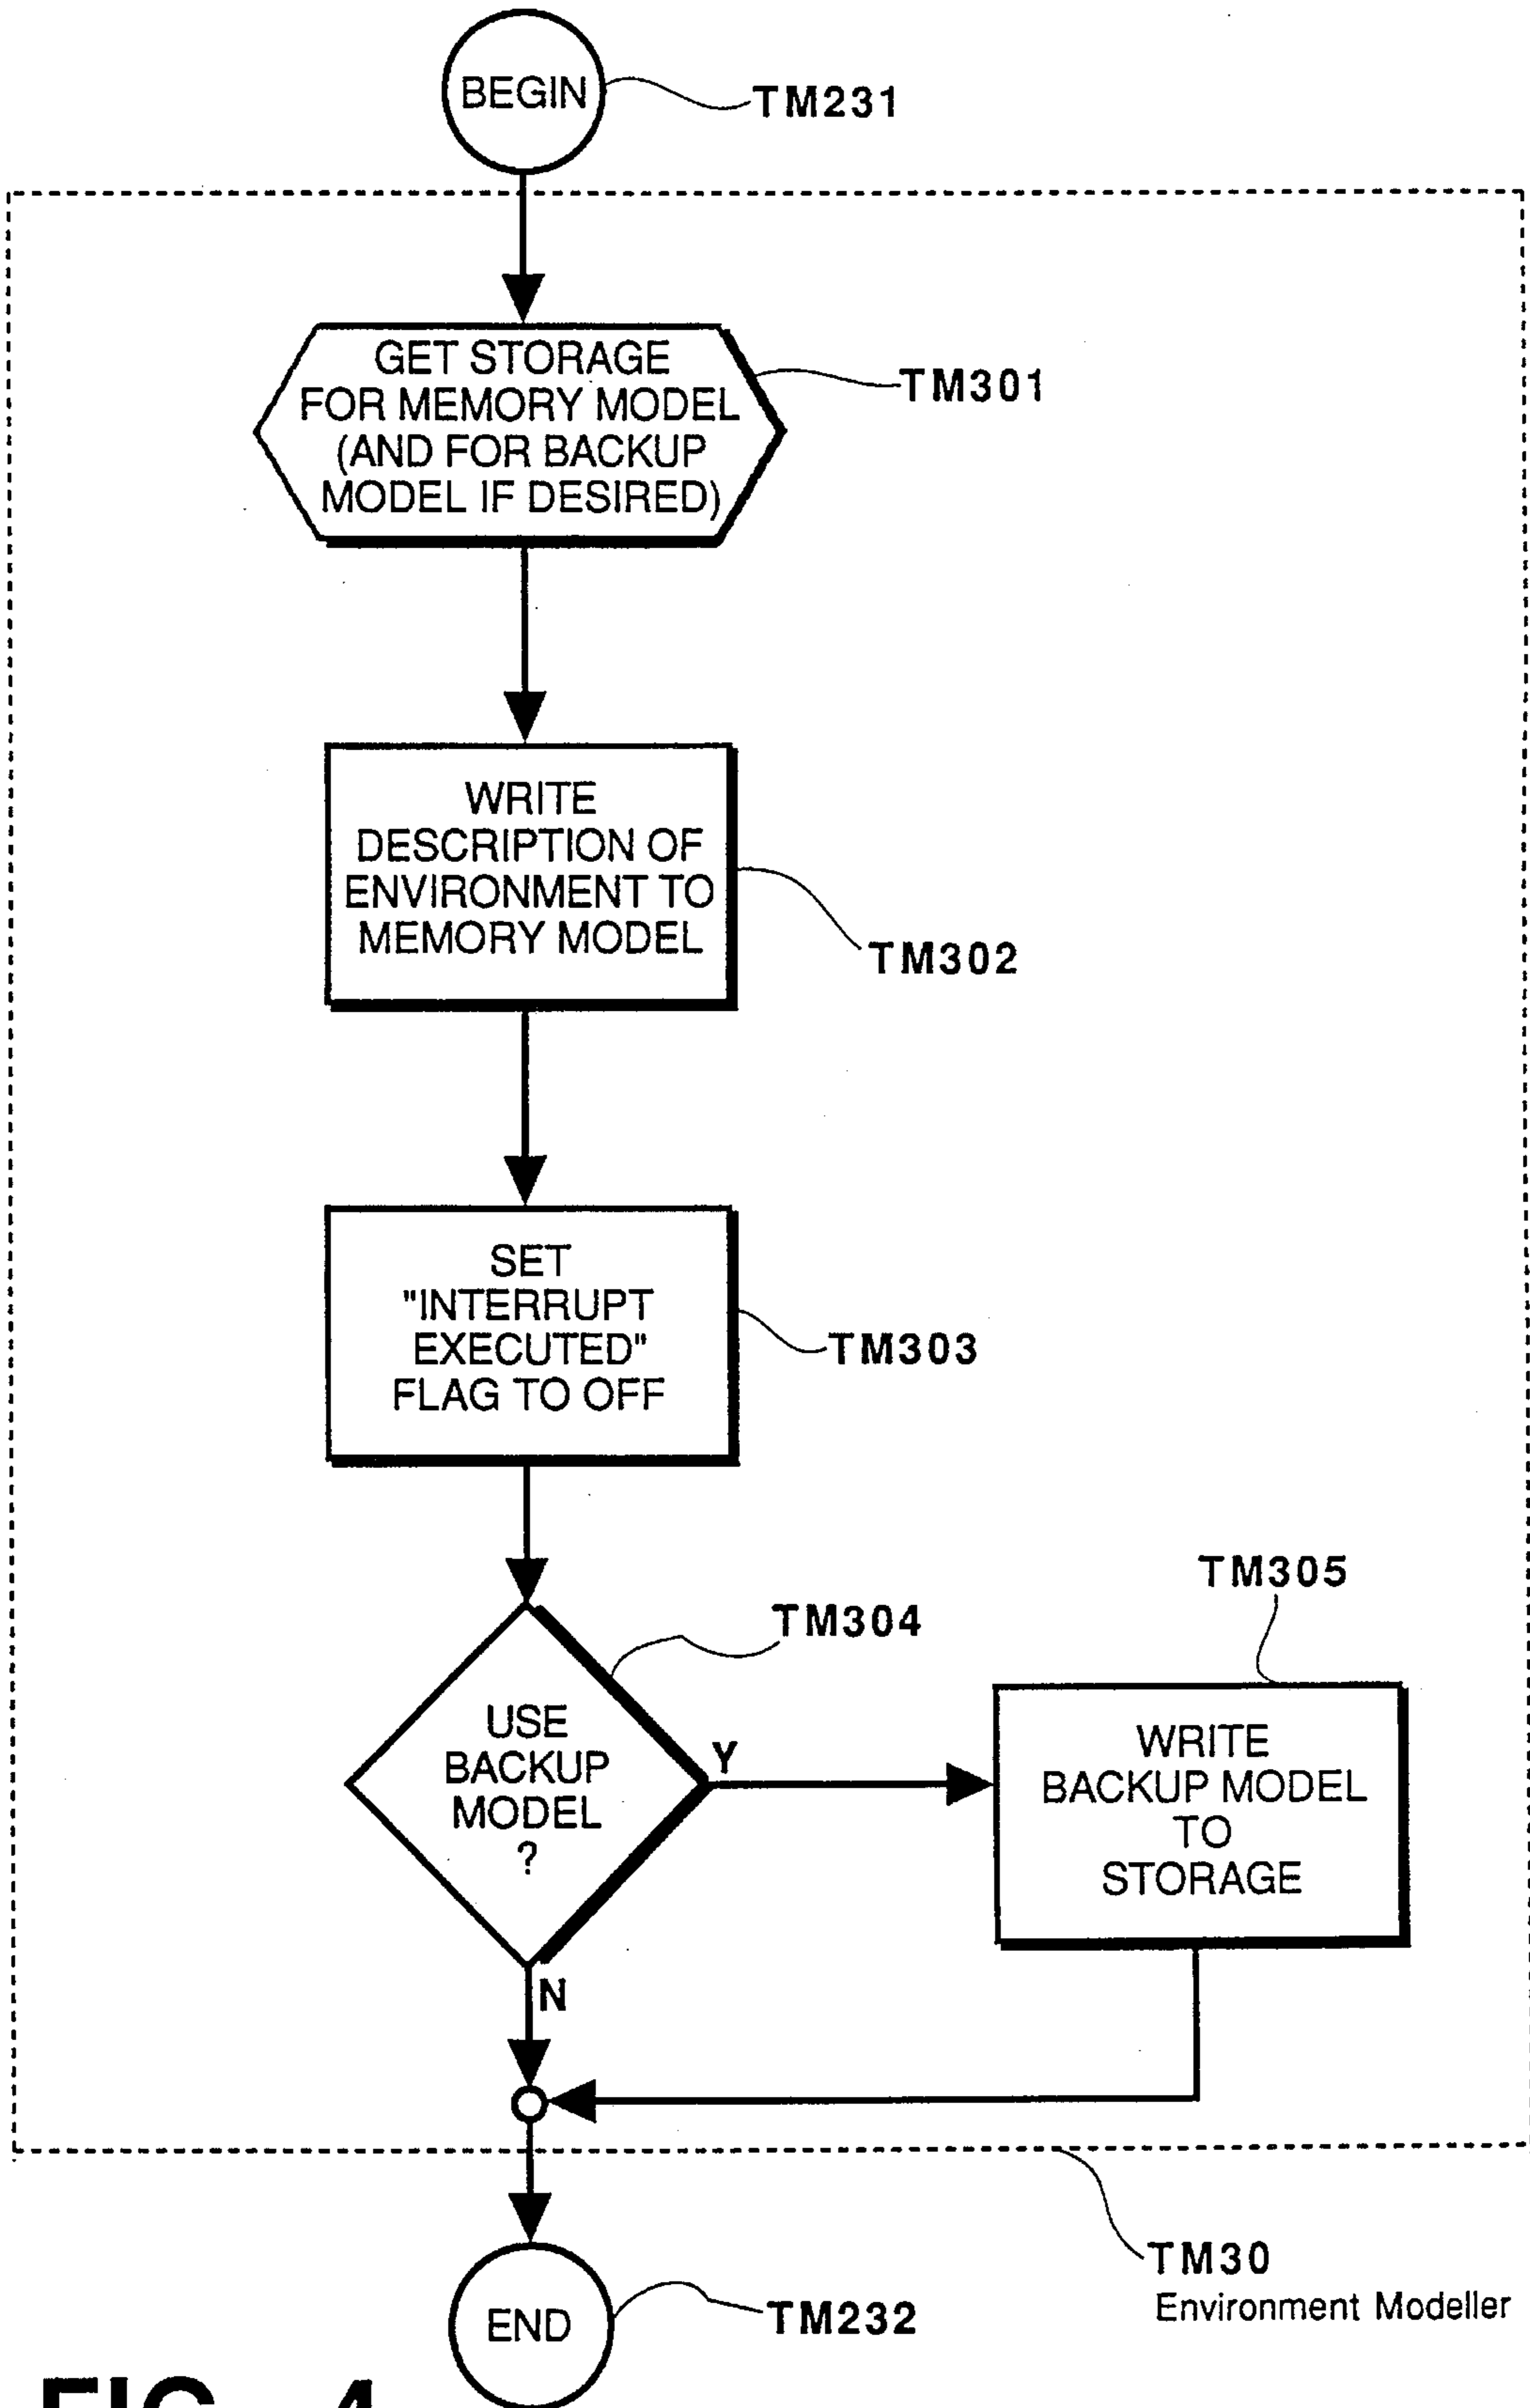 BEGIN
TM231
GET STORAGE
FOR MEMORY MODEL
(AND FOR BACKUP
MODEL IF DESIRED)
TM301
WRITE
DESCRIPTION OF
ENVIRONMENT TO
MEMORY MODEL
TM302
SET
"INTERRUPT
EXECUTED"
FLAG TO OFF
TM303
TM304
USE
BACKUP
MODEL
?
Y
N
TM305
WRITE
BACKUP MODEL
TO
STORAGE
TM30
Environment Modeller
END
TM232
FIG. 4